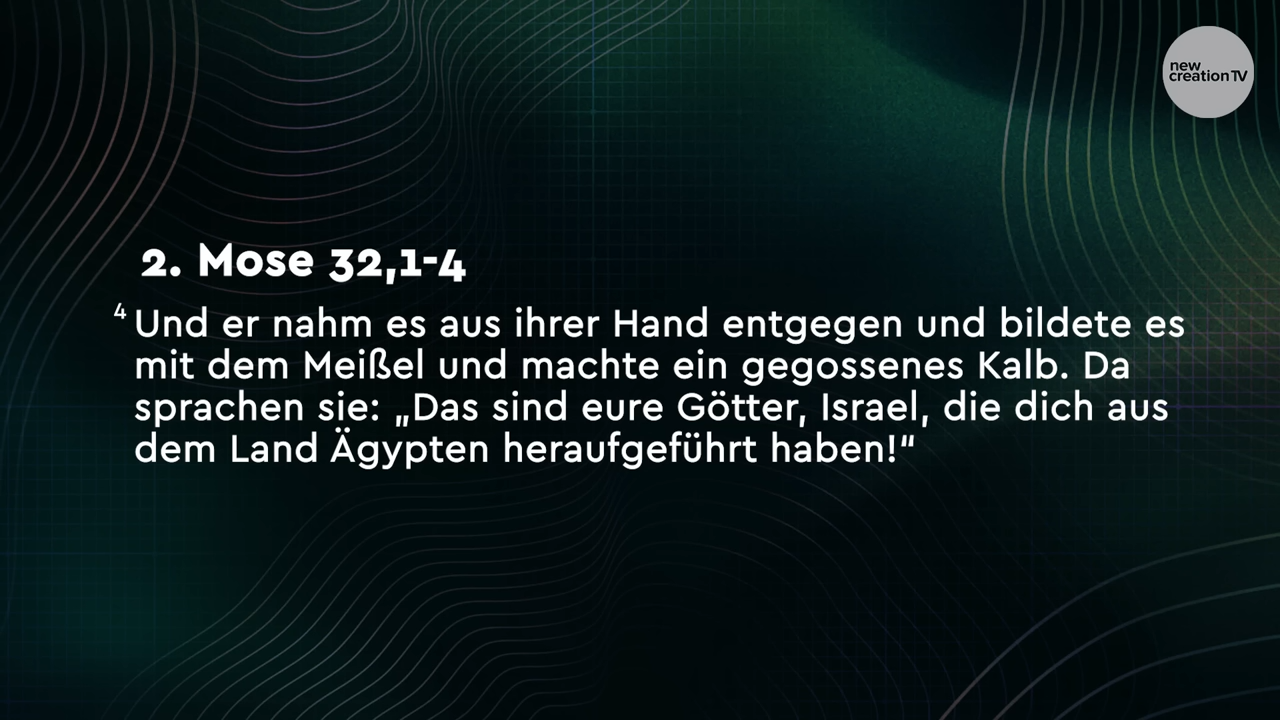 new
creation TV
2. Mose 32,1-4
4 Und er nahm es aus ihrer Hand entgegen und bildete es
mit dem Meißel und machte ein gegossenes Kalb. Da
sprachen sie: „Das sind eure Götter, Israel, die dich aus
dem Land Ägypten heraufgeführt haben!“